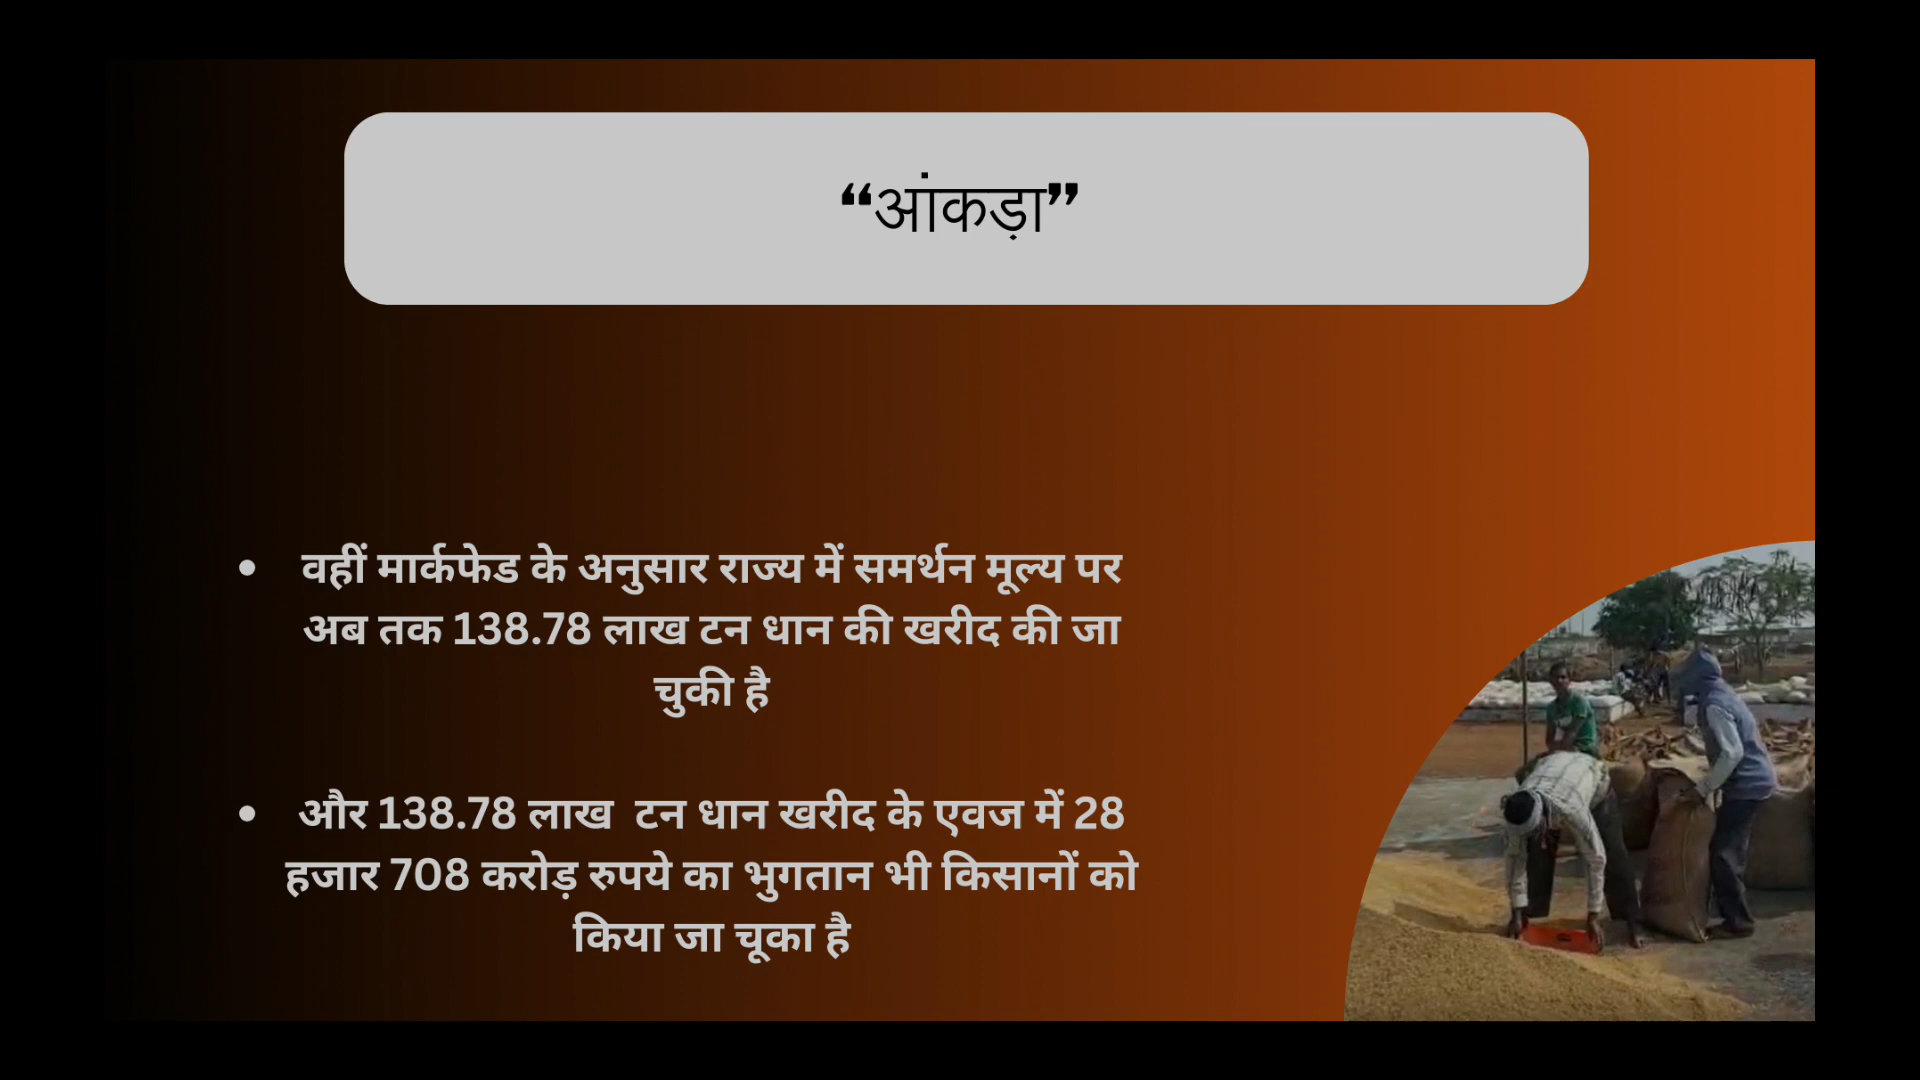 “आंकड़ा”
• वहीं मार्कफेड के अनुसार राज्य में समर्थन मूल्य पर
अब तक 138.78 लाख टन धान की खरीद की जा
चुकी है
• और 138.78 लाख  टन धान खरीद के एवज में 28
हजार 708 करोड़ रुपये का भुगतान भी किसानों को
किया जा चूका है